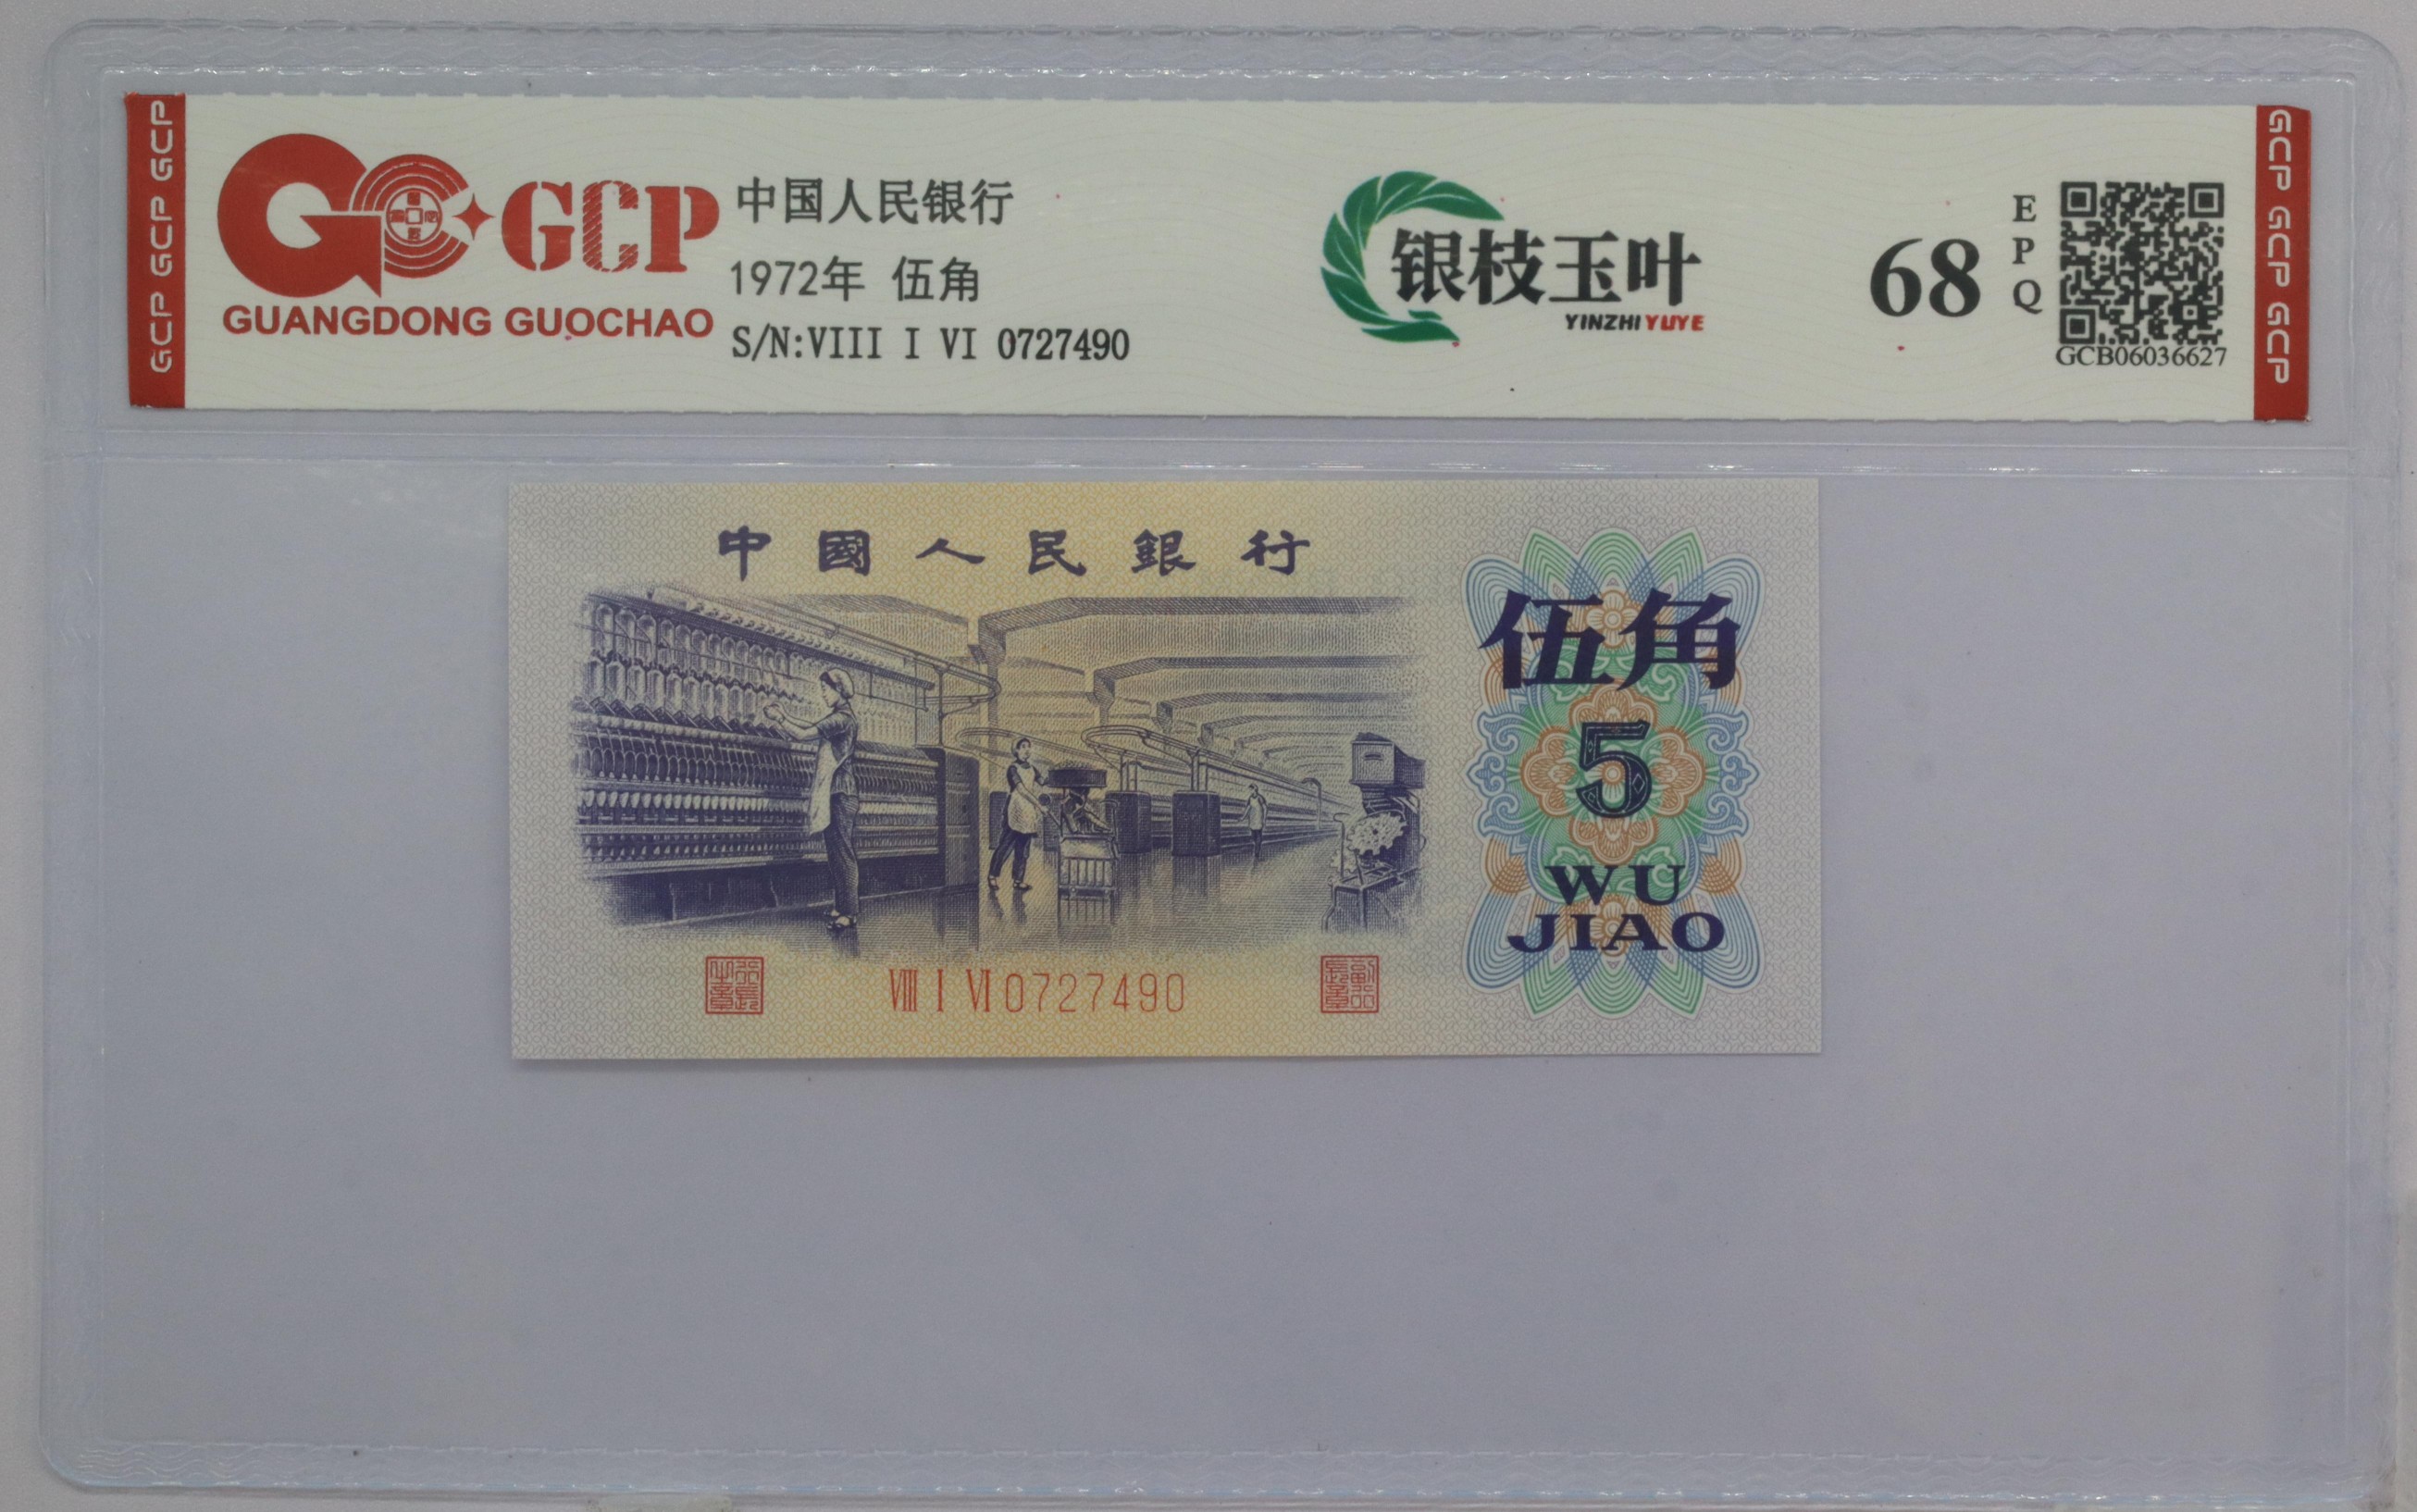 GCP GCP GCP
GCP
GUANGDONG GUOCHAO
中国人民银行
1972年 伍角
S/N:VIII I VI 0727490
银枝玉叶
YINZHIYUYE
68
EPQ
GCB06036627
GCP GCP GCP
中國人民銀行
伍角
5
WU
JIAO
VIII I VI 0727490